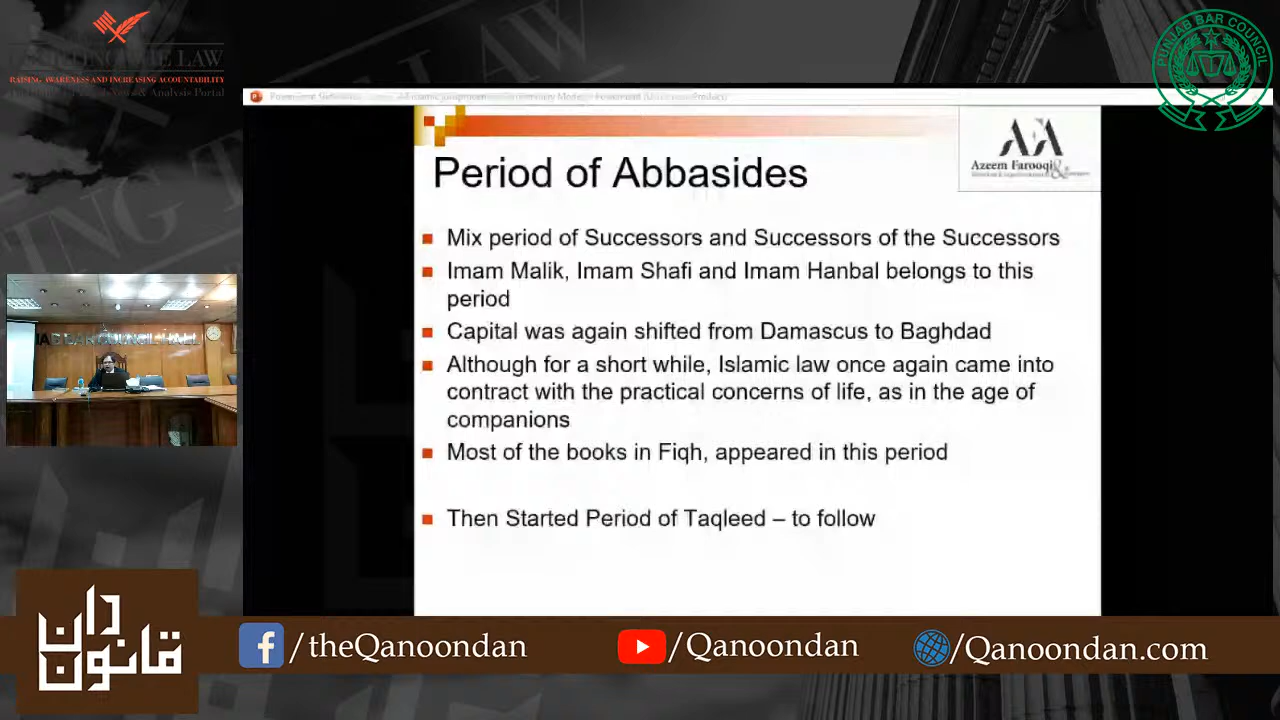 RAISING AWARENESS AND INCREASING ACCOUNTABILITY
PUNJAB BAR COUNCIL
Azeem Farooqi
Period of Abbasides
Mix period of Successors and Successors of the Successors
Imam Malik, Imam Shafi and Imam Hanbal belongs to this
period
Capital was again shifted from Damascus to Baghdad
Although for a short while, Islamic law once again came into
contract with the practical concerns of life, as in the age of
companions
Most of the books in Fiqh, appeared in this period
Then Started Period of Taqleed – to follow
قانون دان
/theQanoondan
/Qanoondan
/Qanoondan.com